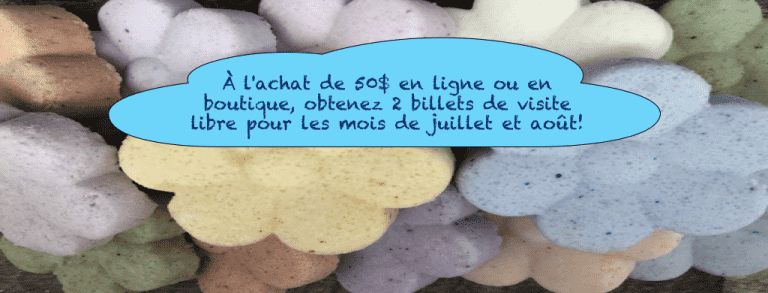 À l'achat de 50$ en ligne ou en
boutique, obtenez 2 billets de visite
libre pour les mois de juillet et août!